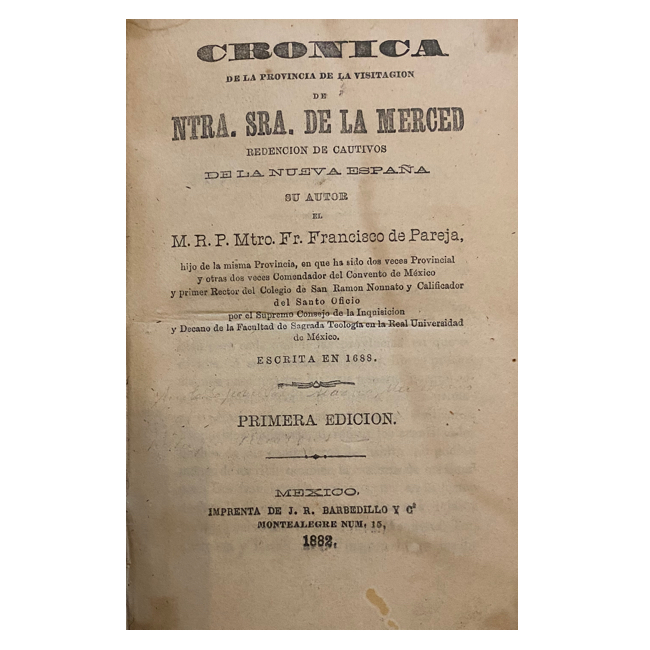 CRONICA
DE LA PROVINCIA DE LA VISITACION
DE
NTRA. SRA. DE LA MERCED
REDENCION DE CAUTIVOS
DE LA NUEVA ESPAÑA
SU AUTOR
EL
M. R. P. Mtro. Fr. Francisco de Pareja,
hijo de la misma Provincia, en que ha sido dos veces Provincial
y otras dos veces Comendador del Convento de México
y primer Rector del Colegio de San Ramon Nonnato y Calificador
del Santo Oficio
por el Supremo Consejo de la Inquisicion
y Decano de la Facultad de Sagrada Teología en la Real Universidad
de México.
ESCRITA EN 1688.
PRIMERA EDICION.
MEXICO,
IMPRENTA DE J. R. BARBEDILLO Y Cª
MONTEALEGRE NUM. 15,
1882,